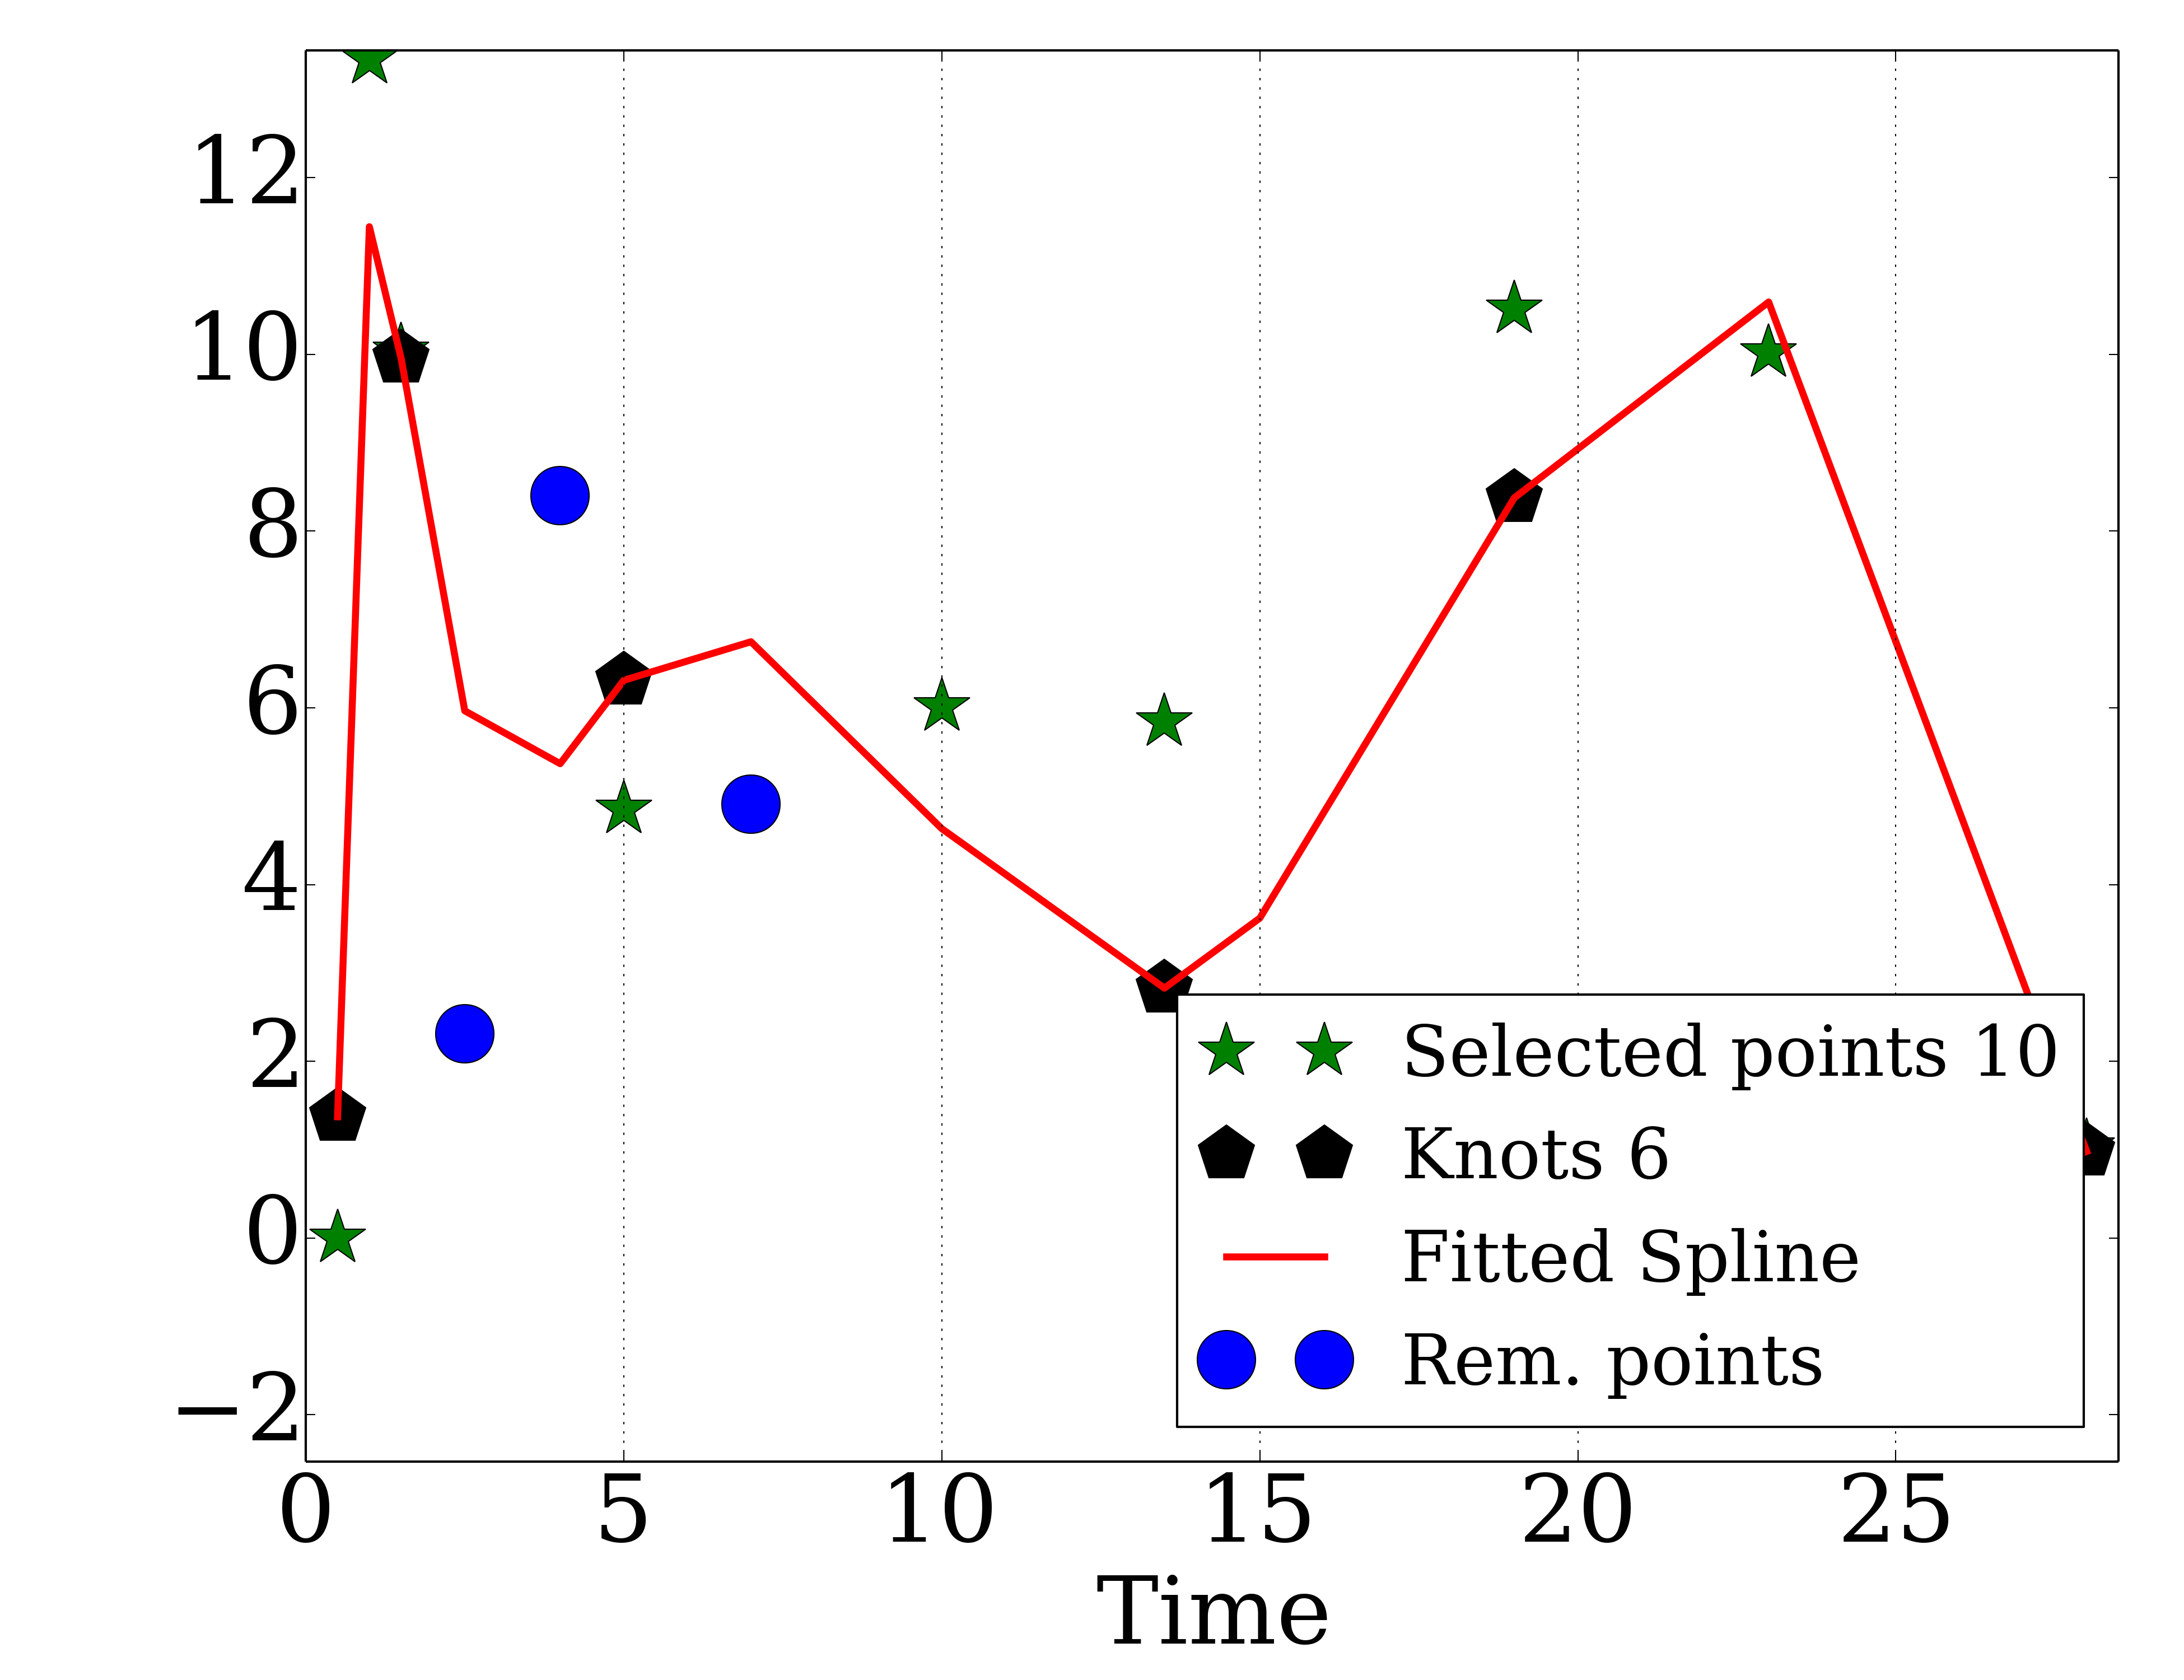 12
10
8
6
4
2
0
−2
Selected points 10
Knots 6
Fitted Spline
Rem. points
0 5 10 15 20 25
Time